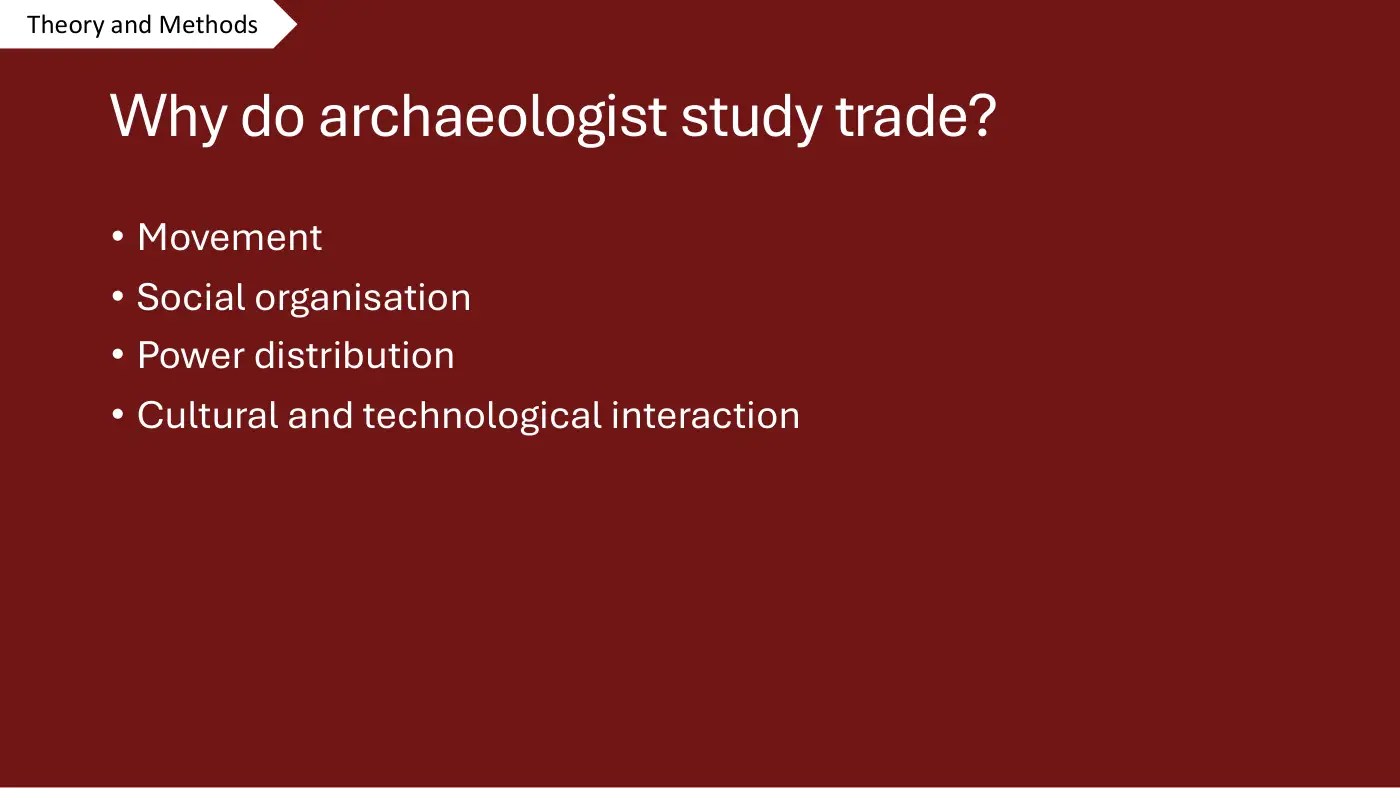 Theory and Methods
Why do archaeologist study trade?
• Movement
• Social organisation
• Power distribution
• Cultural and technological interaction